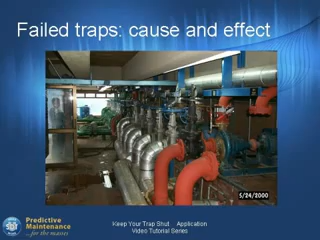 Failed traps: cause and effect
5/24/2000
Predictive
Maintenance
...for the masses
Keep Your Trap Shut Application
Video Tutorial Series